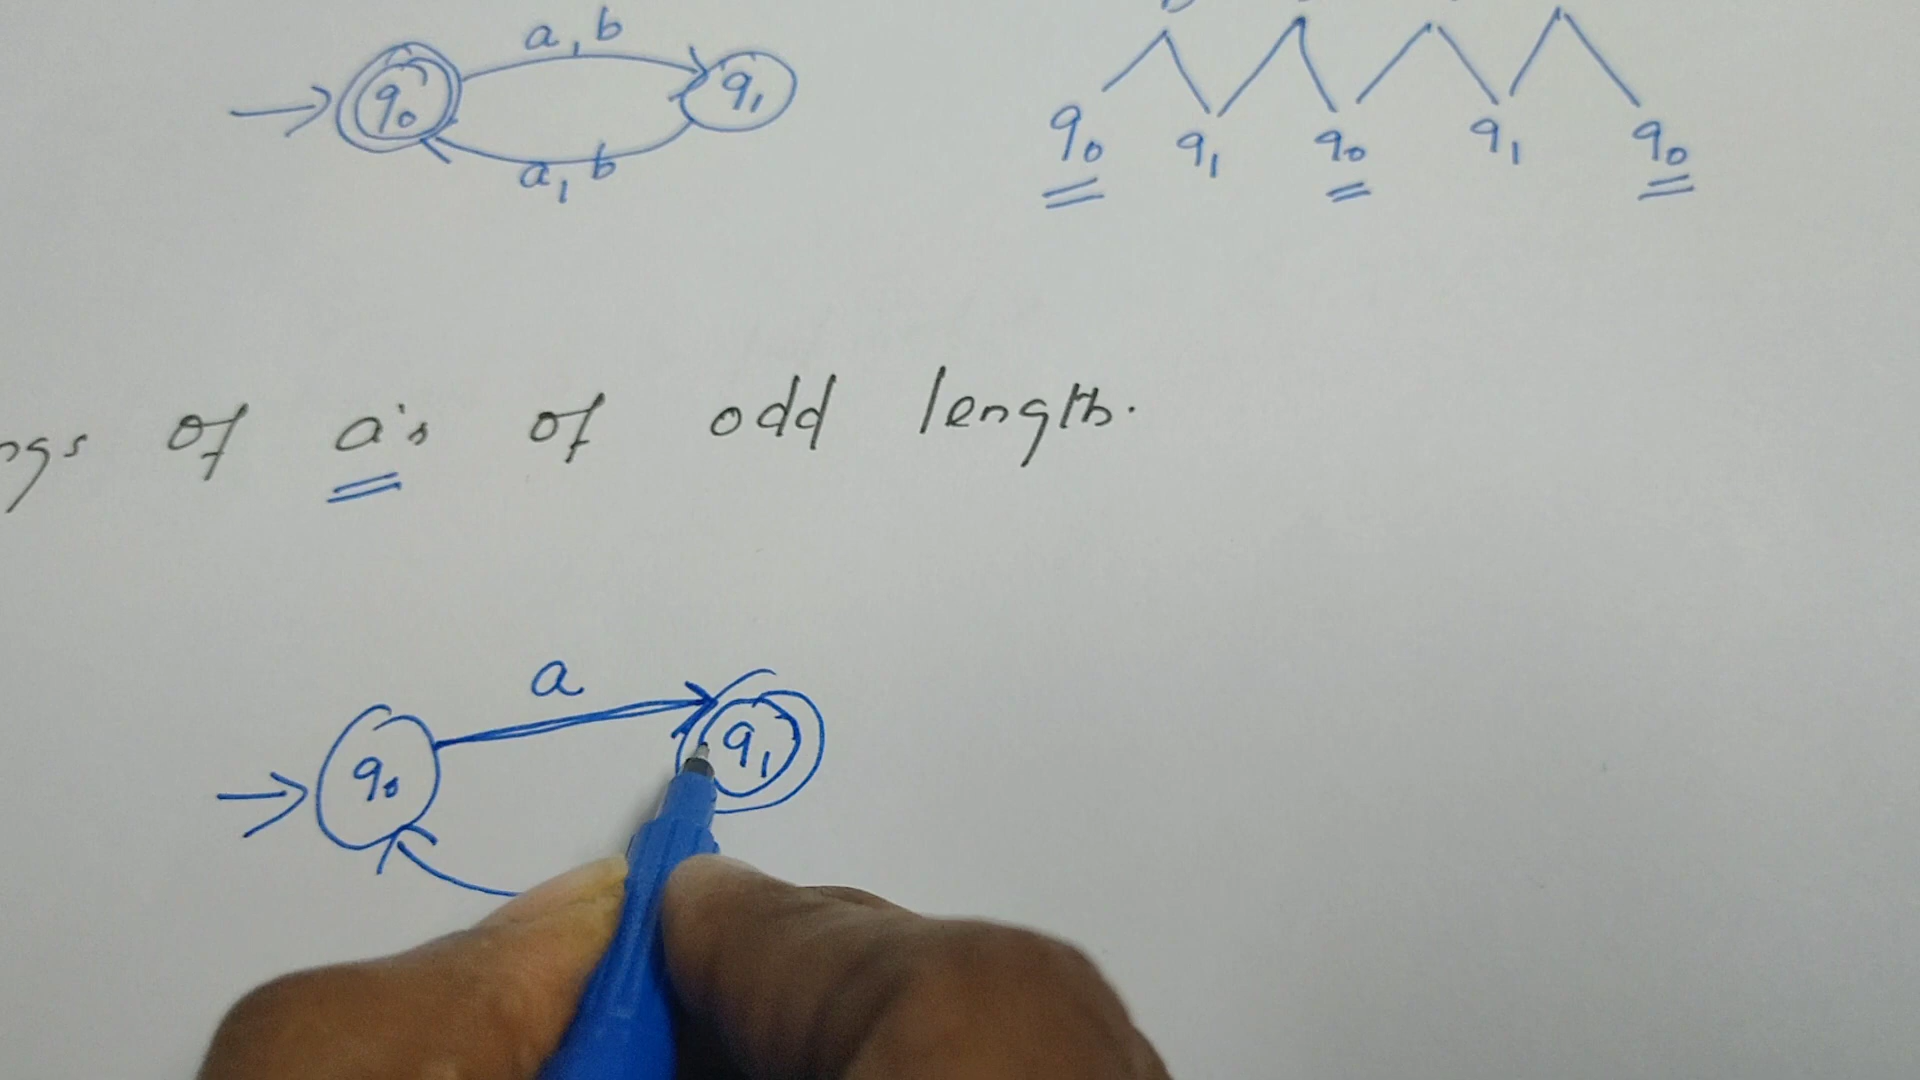 a, b
q₀ q₁
a, b
q₀ q₁ q₀ q₁ q₀
of a's of odd length.
a
q₀ q₁